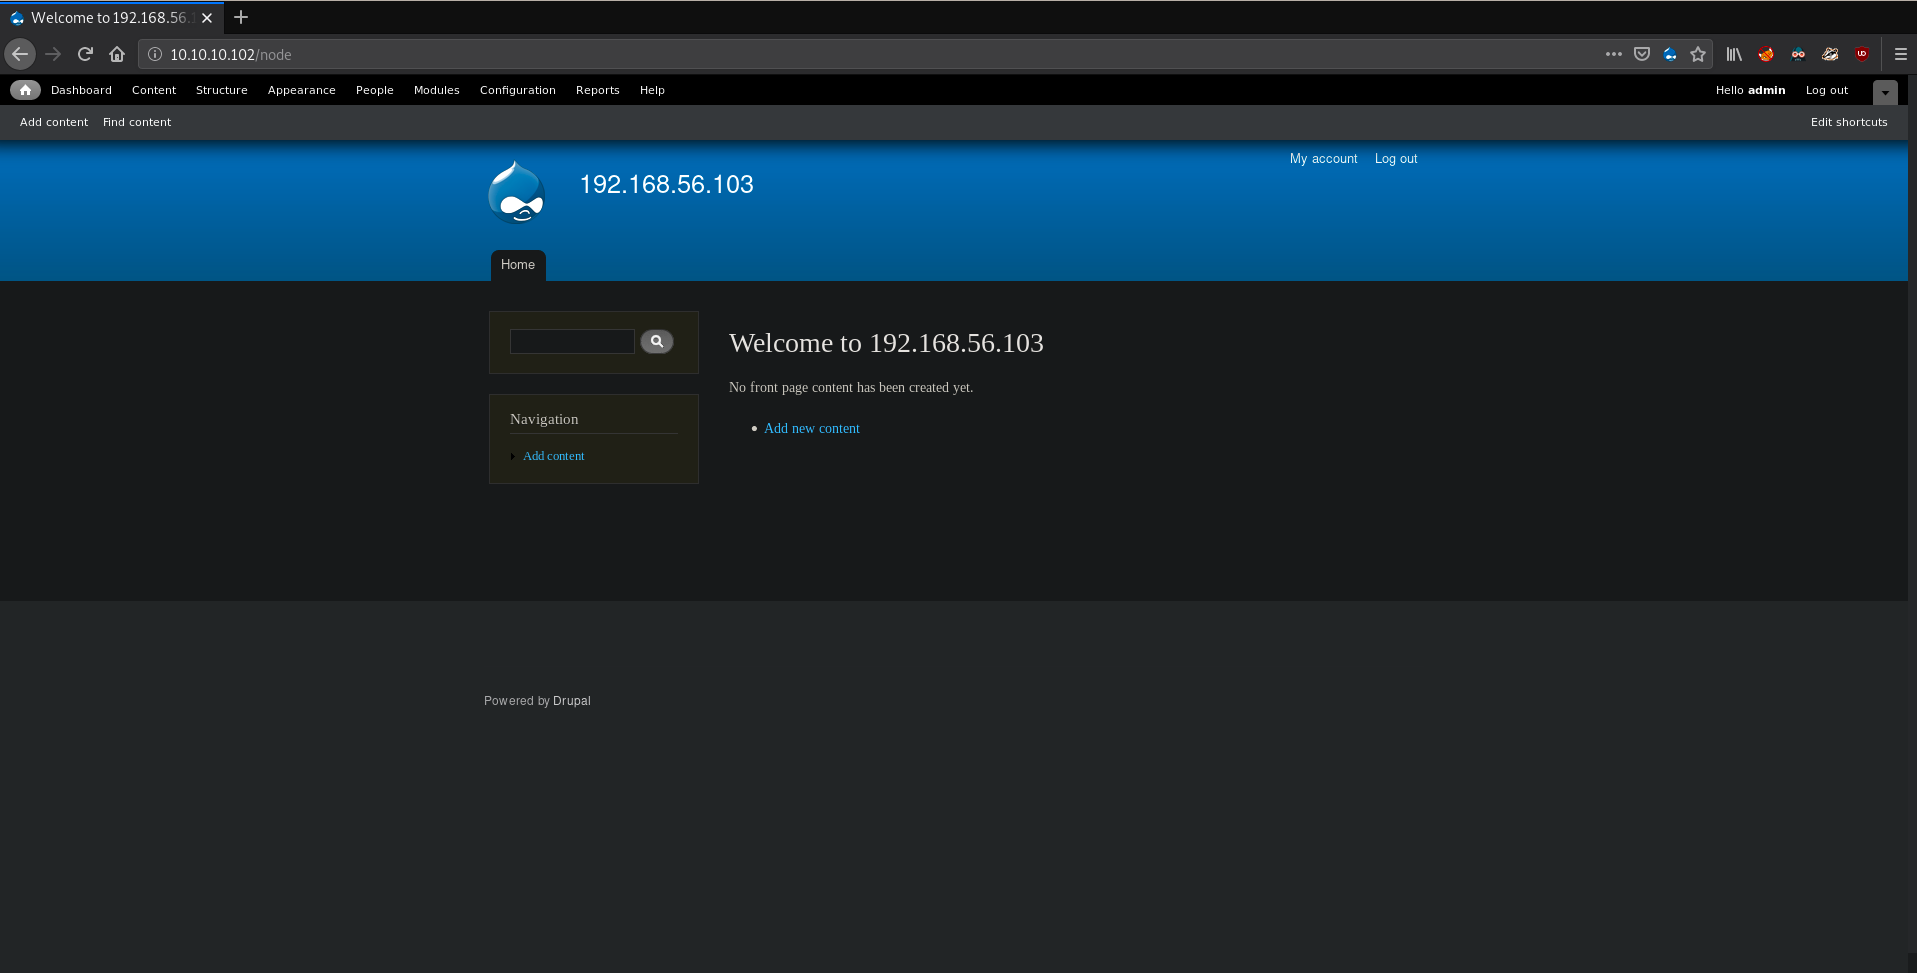 Welcome to 192.168.56.1
10.10.10.102/node
Dashboard Content Structure Appearance People Modules Configuration Reports Help Hello admin Log out
Add content Find content Edit shortcuts
My account Log out
192.168.56.103
Home
Welcome to 192.168.56.103
No front page content has been created yet.
Add new content
Navigation
Add content
Powered by Drupal